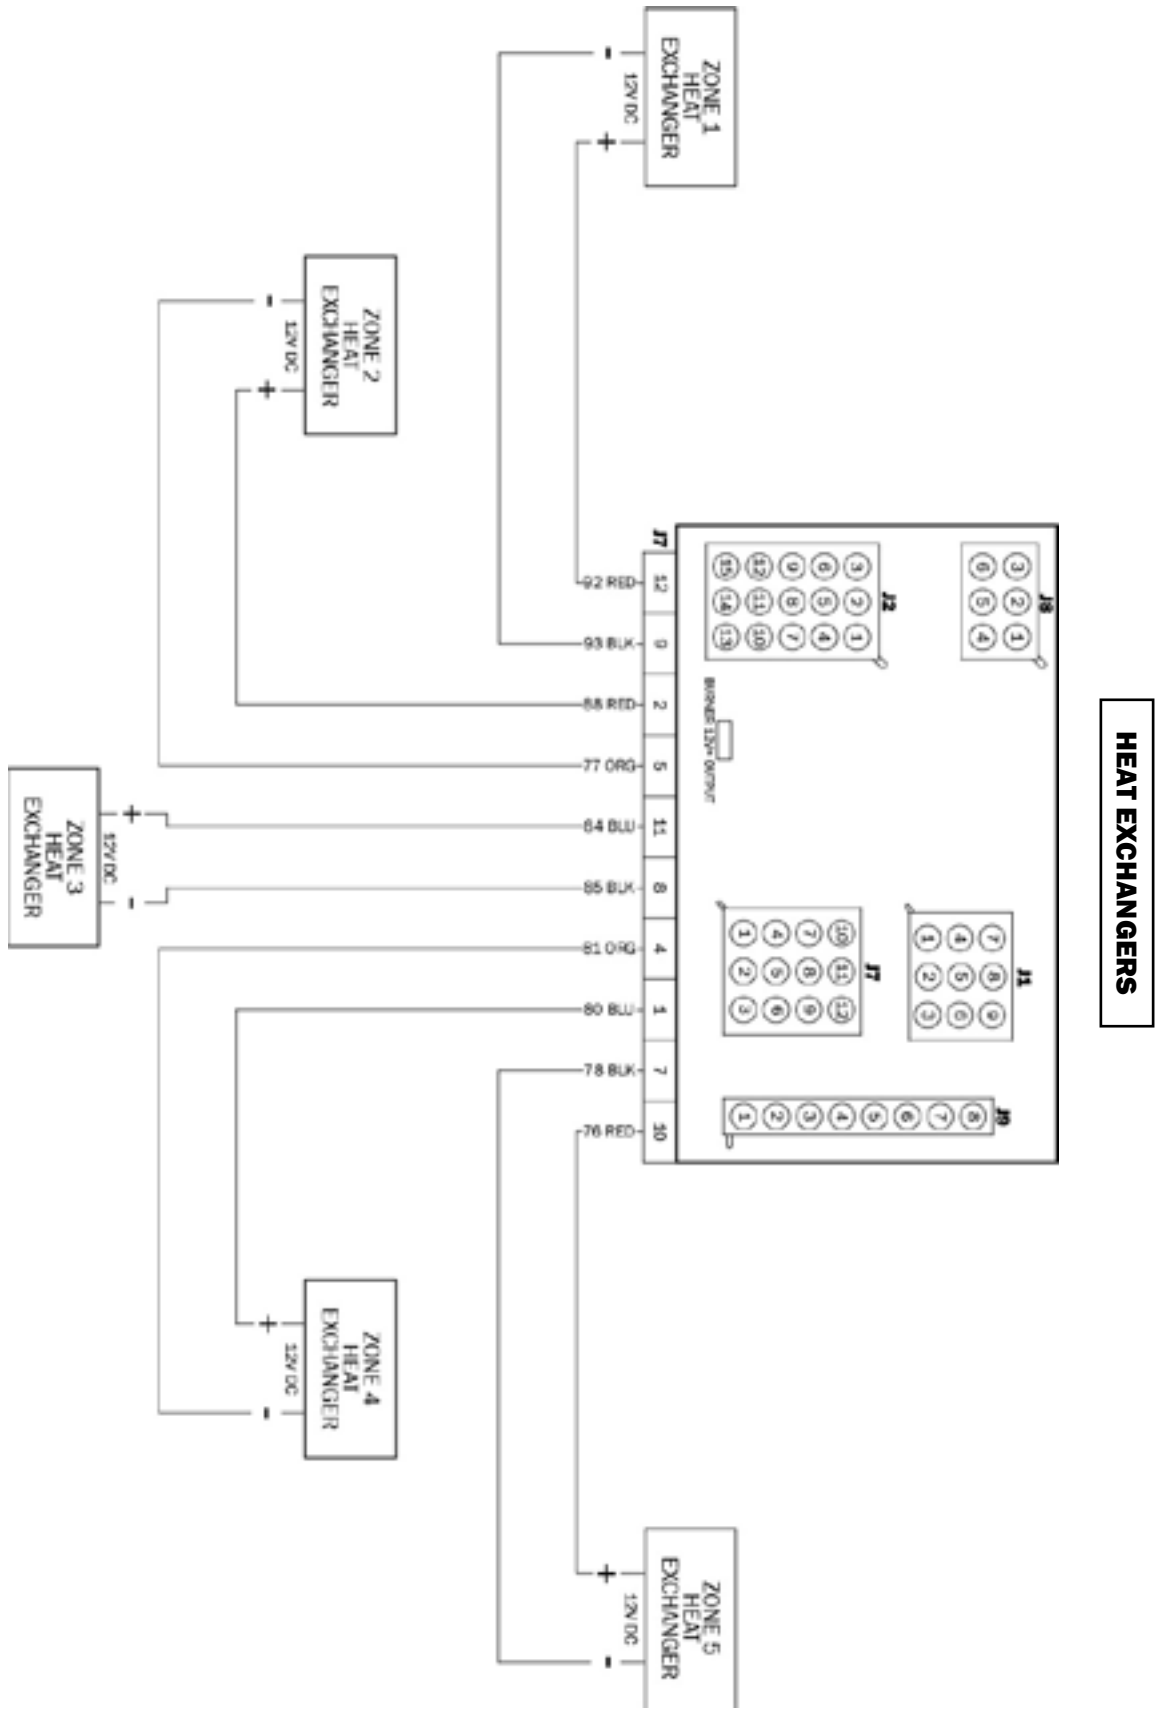 HEAT EXCHANGERS
J8
3 2 1
6 5 4
J1
7 8 9
4 5 6
1 2 3
J9
8
7
6
5
4
3
2
1
J2
3 2 1
6 5 4
9 8 7
12 11 10
15 14 13
J7
10 11 12
7 8 9
4 5 6
1 2 3
BURNER 12V+ OUTPUT
J7 12 9 2 5 11 8 4 1 7 10
92 RED
93 BLK
88 RED
77 ORG
BLU
85 BLK
81 ORG
80 BLU
78 BLK
76 RED
ZONE 1
HEAT
EXCHANGER
- 12V DC +
ZONE 5
HEAT
EXCHANGER
+ 12V DC -
ZONE 2
HEAT
EXCHANGER
- 12V DC +
ZONE 4
HEAT
EXCHANGER
+ 12V DC -
+ 12V DC -
ZONE 3
HEAT
EXCHANGER